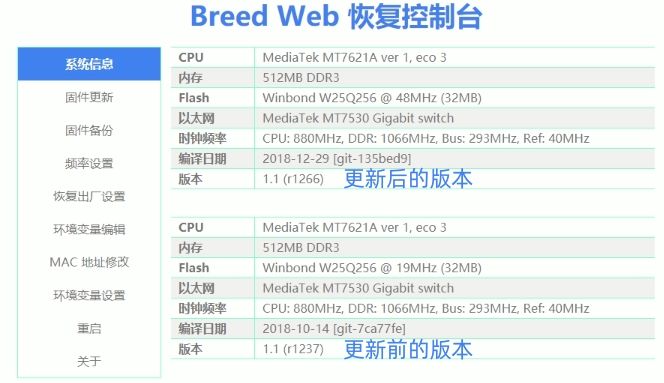 Breed Web 恢复控制台
系统信息
固件更新
固件备份
频率设置
恢复出厂设置
环境变量编辑
MAC 地址修改
环境变量设置
重启
关于
CPU MediaTek MT7621A ver 1, eco 3
内存 512MB DDR3
Flash Winbond W25Q256 @ 48MHz (32MB)
以太网 MediaTek MT7530 Gigabit switch
时钟频率 CPU: 880MHz, DDR: 1066MHz, Bus: 293MHz, Ref: 40MHz
编译日期 2018-12-29 [git-135bed9]
版本 1.1 (r1266) 更新后的版本
CPU MediaTek MT7621A ver 1, eco 3
内存 512MB DDR3
Flash Winbond W25Q256 @ 19MHz (32MB)
以太网 MediaTek MT7530 Gigabit switch
时钟频率 CPU: 880MHz, DDR: 1066MHz, Bus: 293MHz, Ref: 40MHz
编译日期 2018-10-14 [git-7ca77fe]
版本 1.1 (r1237) 更新前的版本